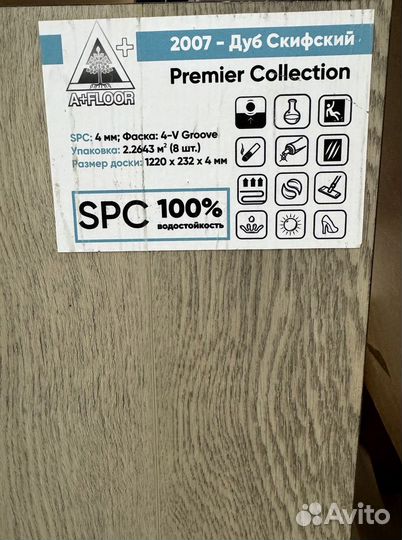 2007 - Дуб Скифский
Premier Collection
A+FLOOR
SPC: 4 мм; Фаска: 4-V Groove
Упаковка: 2.2643 м² (8 шт.)
Размер доски: 1220 x 232 x 4 мм
SPC 100%
водостойкость
Avito